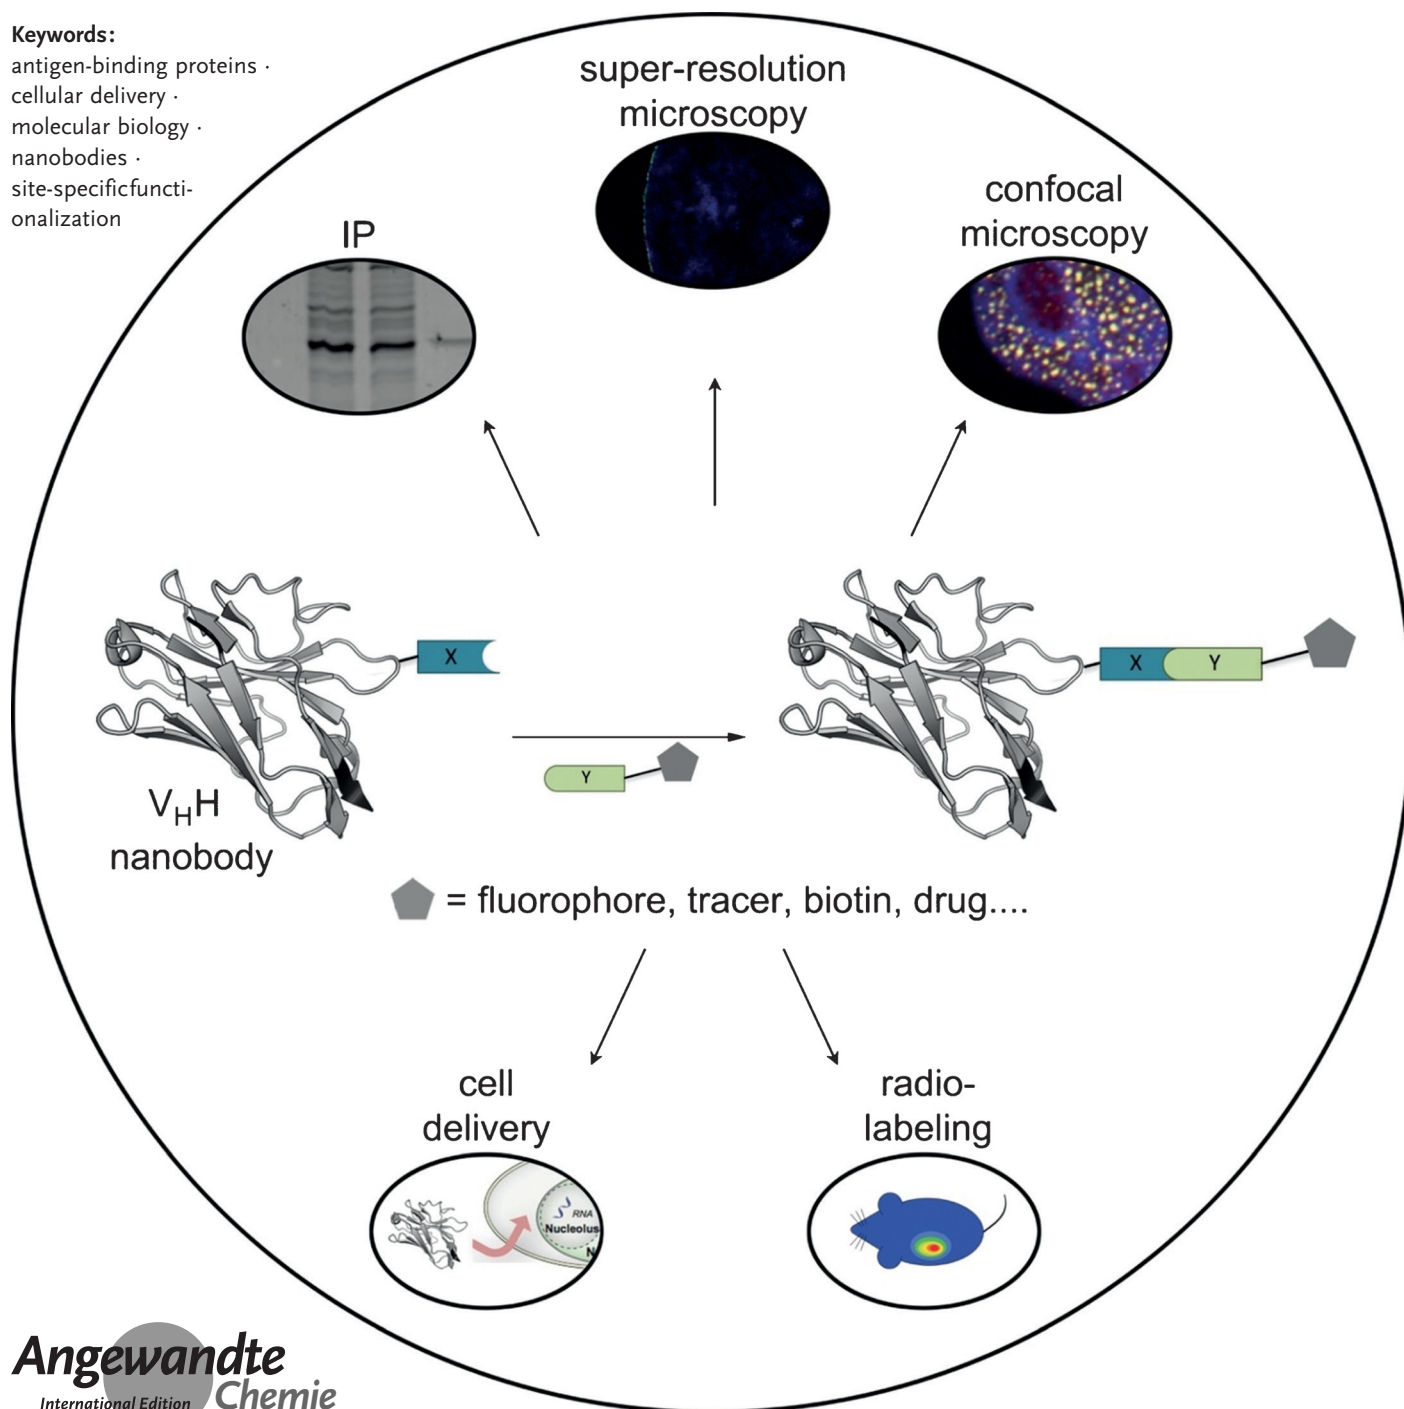 Keywords:
antigen-binding proteins ·
cellular delivery ·
molecular biology ·
nanobodies ·
site-specificfuncti-
onalization
super-resolution
microscopy
confocal
microscopy
IP
X
X
Y
Y
VHH
nanobody
= fluorophore, tracer, biotin, drug....
cell
delivery
radio-
labeling
RNA
Nucleolus
N
Angewandte
International Edition Chemie